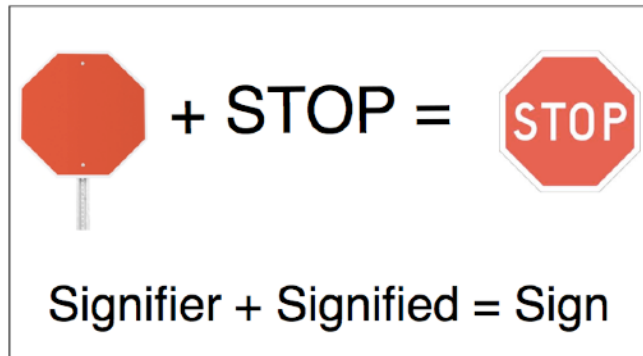 + STOP = STOP
Signifier + Signified = Sign